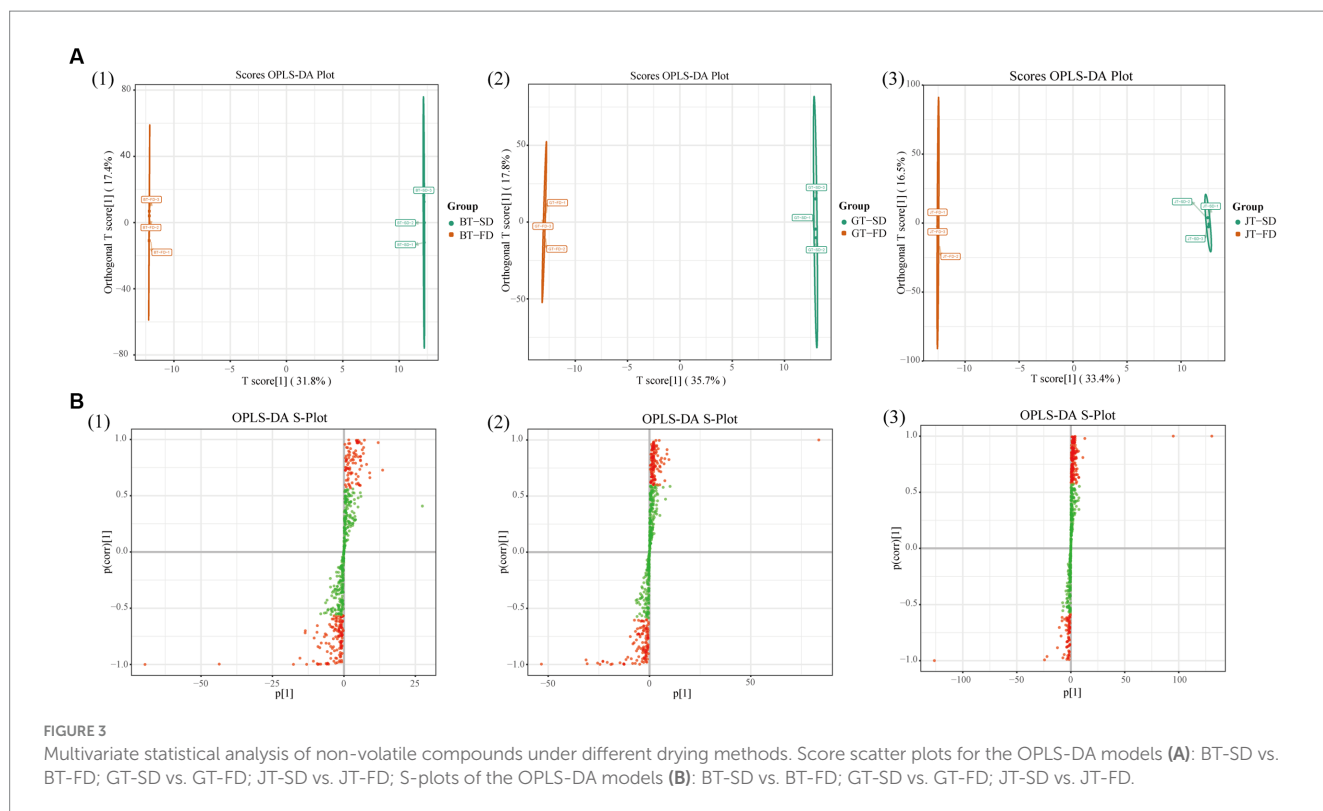 A
(1)
Scores OPLS-DA Plot
80
40
0
−40
−80
Orthogonal T score[1] ( 17.4% )
BT-FD-2
BT-FD-1
−10
−5
0
5
10
T score[1] ( 31.8% )
Group
BT−SD
BT−FD
(2)
Scores OPLS-DA Plot
50
0
−50
Orthogonal T score[1] ( 17.8% )
−10
−5
0
5
10
T score[1] ( 35.7% )
Group
GT−SD
GT−FD
(3)
Scores OPLS-DA Plot
100
50
0
−50
−100
Orthogonal T score[1] ( 16.5% )
JT-FD-2
−10
−5
0
5
10
T score[1] ( 33.4% )
Group
JT−SD
JT−FD
B
(1)
OPLS-DA S-Plot
1.0
0.5
0.0
−0.5
−1.0
p(corr)[1]
−50
−25
0
25
p[1]
(2)
OPLS-DA S-Plot
1.0
0.5
0.0
−0.5
−1.0
p(corr)[1]
−50
0
50
p[1]
(3)
OPLS-DA S-Plot
1.0
0.5
0.0
−0.5
−1.0
p(corr)[1]
−100
−50
0
50
100
p[1]
FIGURE 3
Multivariate statistical analysis of non-volatile compounds under different drying methods. Score scatter plots for the OPLS-DA models (A): BT-SD vs.
BT-FD; GT-SD vs. GT-FD; JT-SD vs. JT-FD; S-plots of the OPLS-DA models (B): BT-SD vs. BT-FD; GT-SD vs. GT-FD; JT-SD vs. JT-FD.